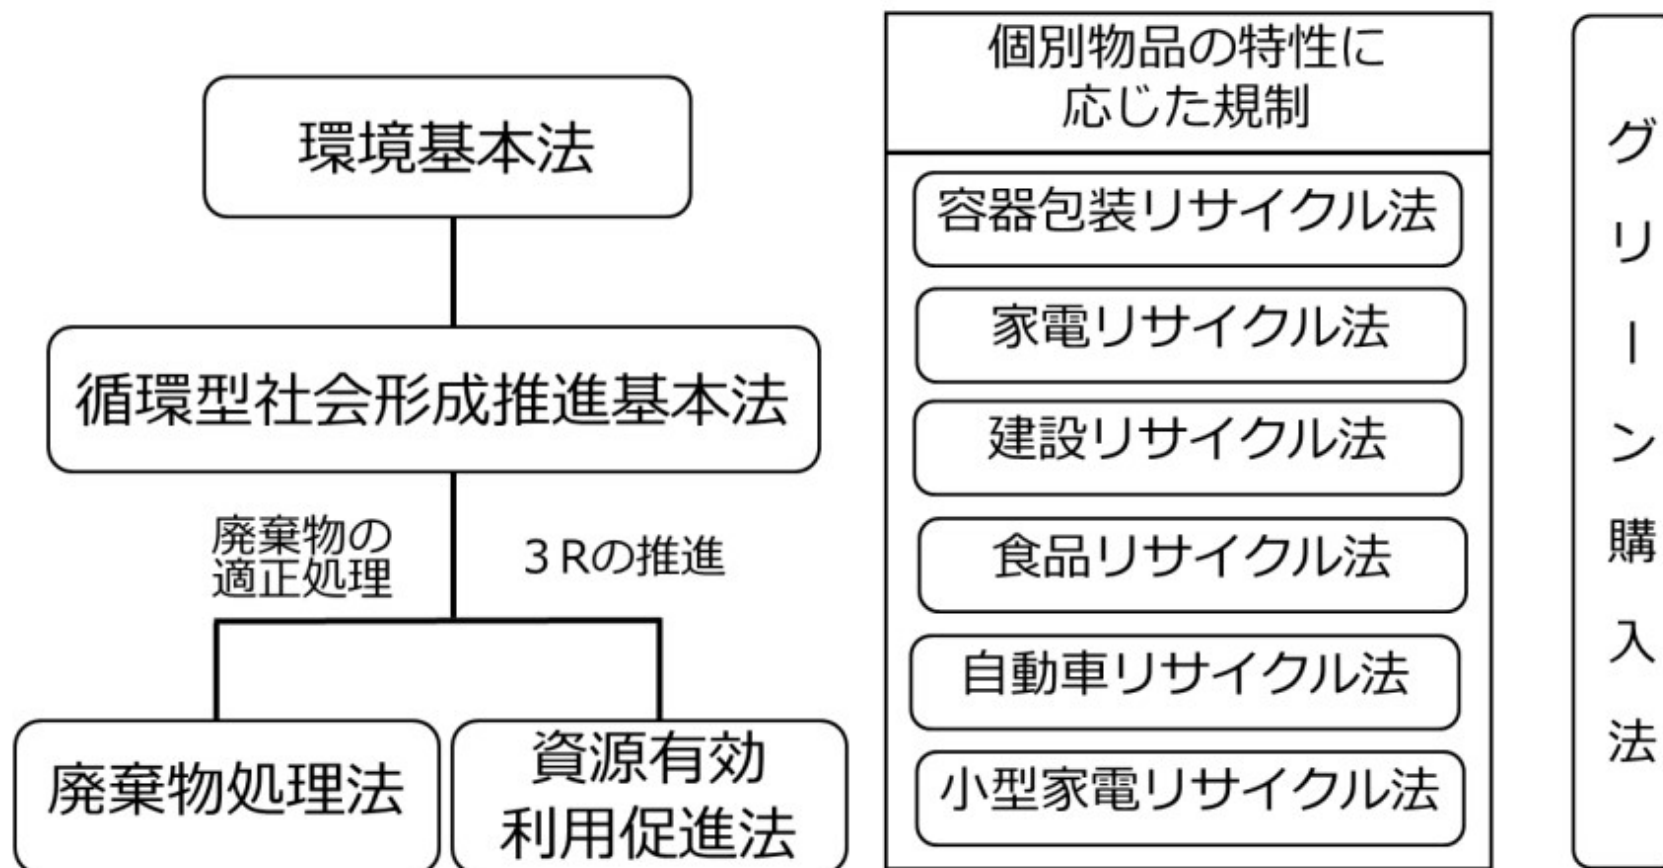 環境基本法
循環型社会形成推進基本法
廃棄物の
適正処理
3Rの推進
廃棄物処理法
資源有効
利用促進法
個別物品の特性に
応じた規制
容器包装リサイクル法
家電リサイクル法
建設リサイクル法
食品リサイクル法
自動車リサイクル法
小型家電リサイクル法
グリーン購入法